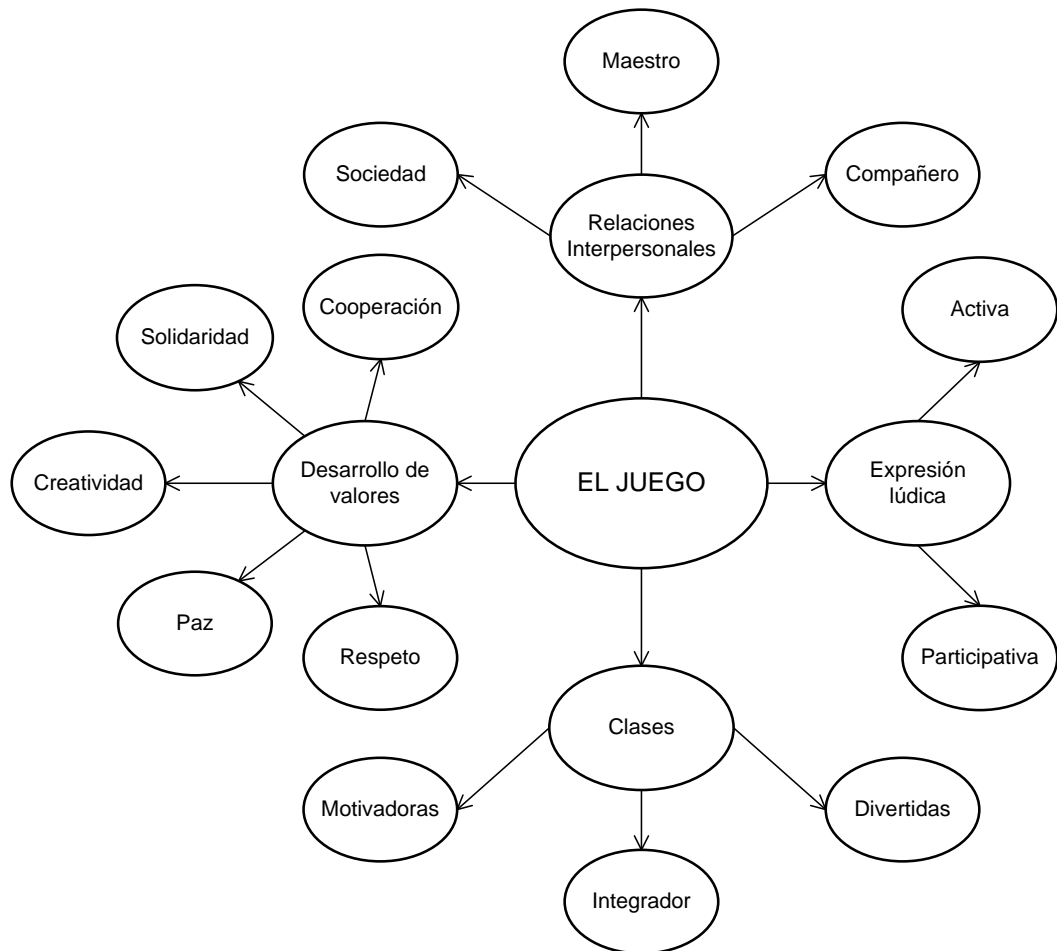 Maestro
Sociedad
Compañero
Relaciones
Interpersonales
Cooperación
Activa
Solidaridad
Creatividad
Desarrollo de
valores
EL JUEGO
Expresión
lúdica
Paz
Respeto
Participativa
Clases
Motivadoras
Divertidas
Integrador